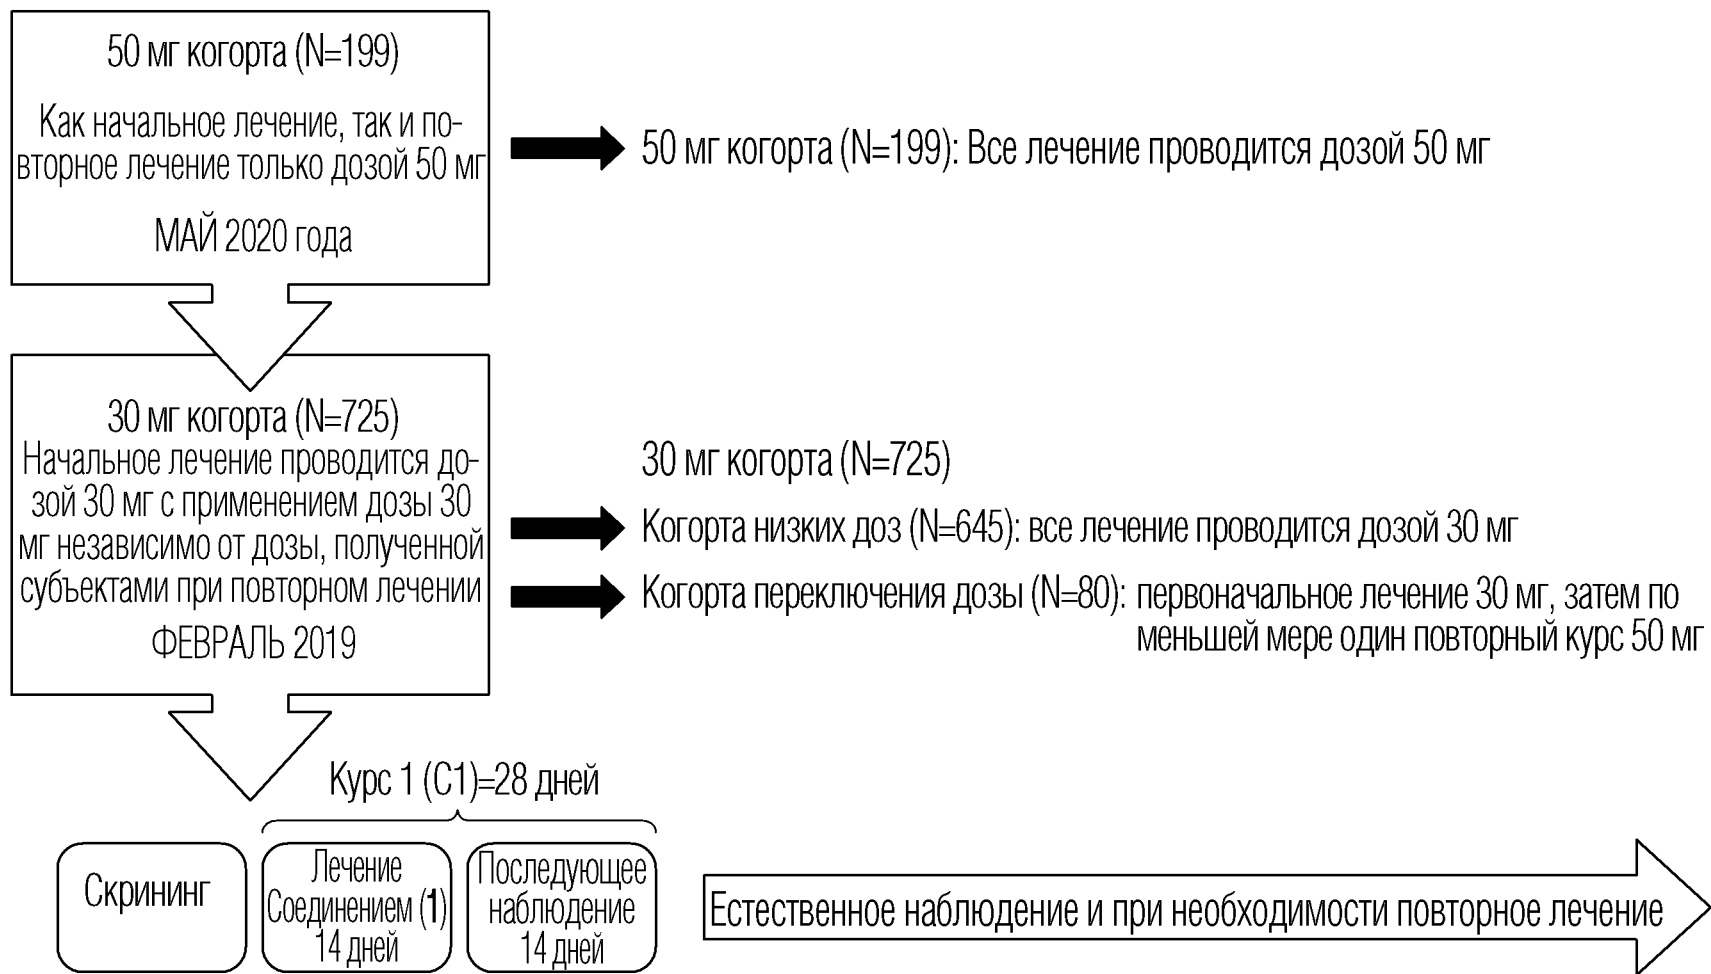 50 мг когорта (N=199)
Как начальное лечение, так и по-
вторное лечение только дозой 50 мг
МАЙ 2020 года
50 мг когорта (N=199): Все лечение проводится дозой 50 мг
30 мг когорта (N=725)
Начальное лечение проводится до-
зой 30 мг с применением дозы 30
мг независимо от дозы, полученной
субъектами при повторном лечении
ФЕВРАЛЬ 2019
30 мг когорта (N=725)
Когорта низких доз (N=645): все лечение проводится дозой 30 мг
Когорта переключения дозы (N=80): первоначальное лечение 30 мг, затем по
меньшей мере один повторный курс 50 мг
Курс 1 (C1)=28 дней
Скрининг
Лечение
Соединением (1)
14 дней
Последующее
наблюдение
14 дней
Естественное наблюдение и при необходимости повторное лечение